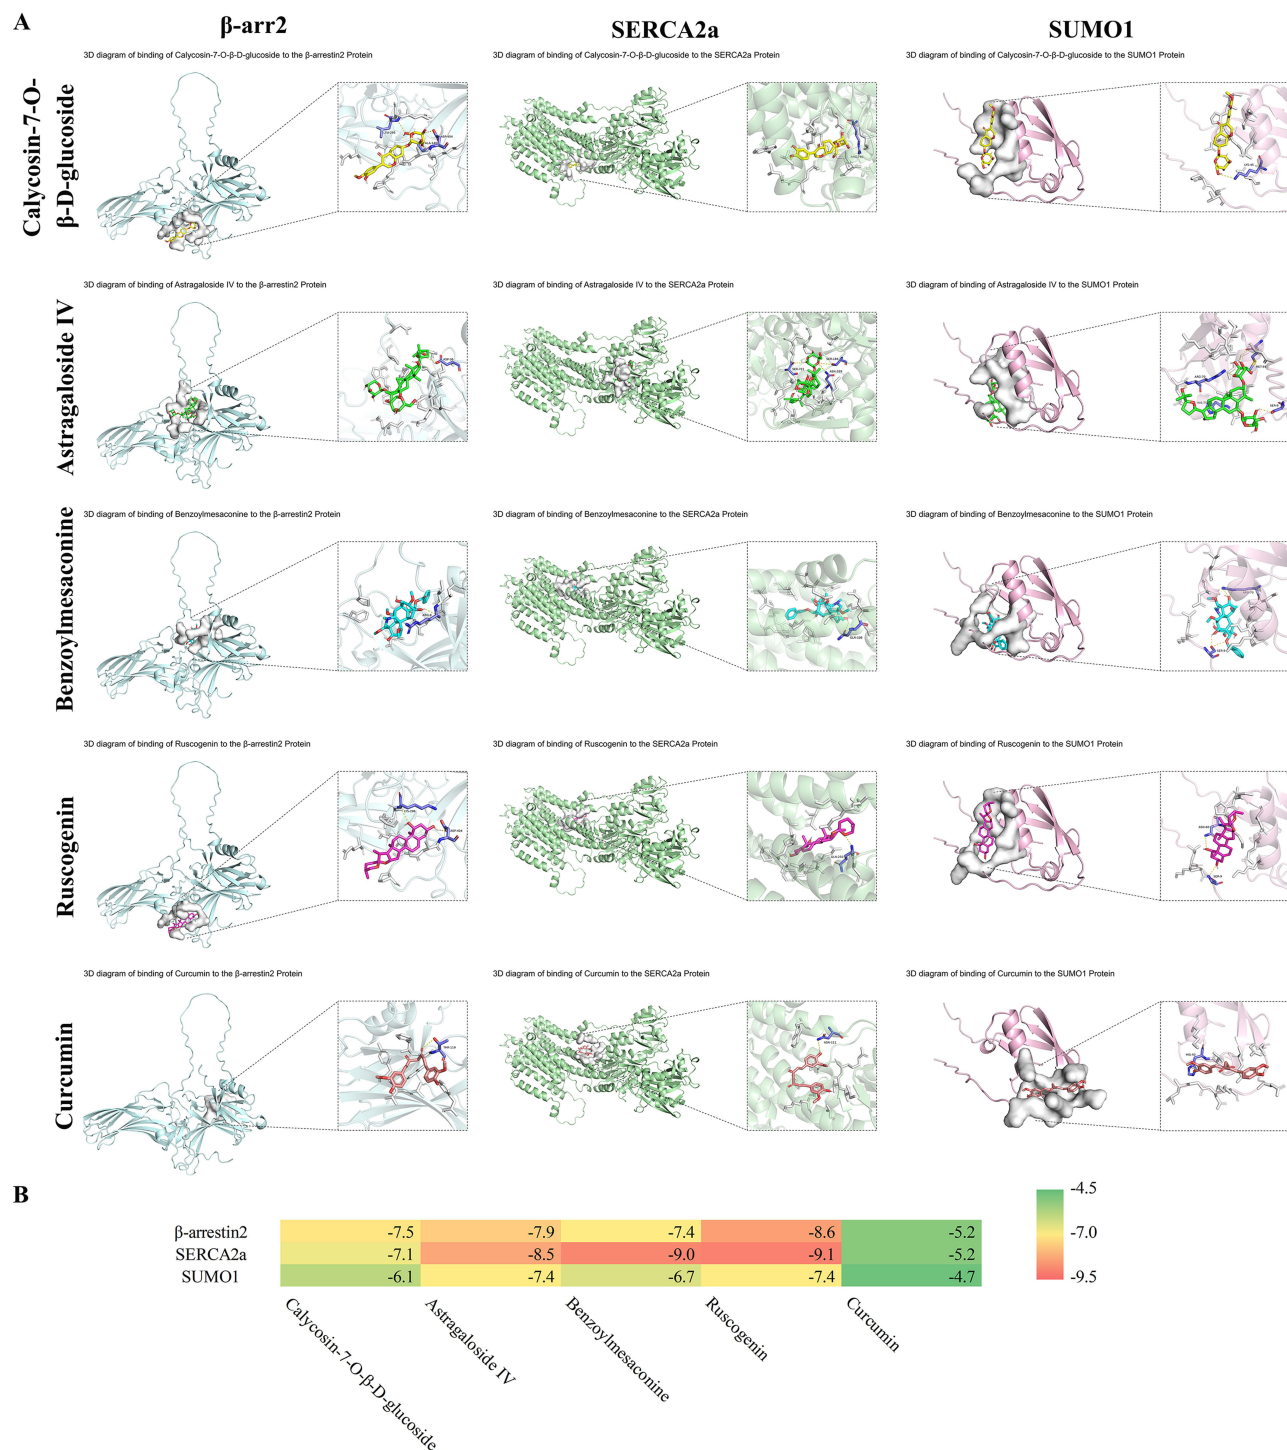 A
β-arr2
SERCA2a
SUMO1
Calycosin-7-O-
β-D-glucoside
3D diagram of binding of Calycosin-7-O-β-D-glucoside to the β-arrestin2 Protein
3D diagram of binding of Calycosin-7-O-β-D-glucoside to the SERCA2a Protein
3D diagram of binding of Calycosin-7-O-β-D-glucoside to the SUMO1 Protein
Astragaloside IV
3D diagram of binding of Astragaloside IV to the β-arrestin2 Protein
3D diagram of binding of Astragaloside IV to the SERCA2a Protein
3D diagram of binding of Astragaloside IV to the SUMO1 Protein
Benzoylmesaconine
3D diagram of binding of Benzoylmesaconine to the β-arrestin2 Protein
3D diagram of binding of Benzoylmesaconine to the SERCA2a Protein
3D diagram of binding of Benzoylmesaconine to the SUMO1 Protein
Ruscogenin
3D diagram of binding of Ruscogenin to the β-arrestin2 Protein
3D diagram of binding of Ruscogenin to the SERCA2a Protein
3D diagram of binding of Ruscogenin to the SUMO1 Protein
Curcumin
3D diagram of binding of Curcumin to the β-arrestin2 Protein
3D diagram of binding of Curcumin to the SERCA2a Protein
3D diagram of binding of Curcumin to the SUMO1 Protein
B
β-arrestin2 -7.5 -7.9 -7.4 -8.6 -5.2
SERCA2a -7.1 -8.5 -9.0 -9.1 -5.2
SUMO1 -6.1 -7.4 -6.7 -7.4 -4.7
Calycosin-7-O-β-D-glucoside
Astragaloside IV
Benzoylmesaconine
Ruscogenin
Curcumin
-4.5
-7.0
-9.5